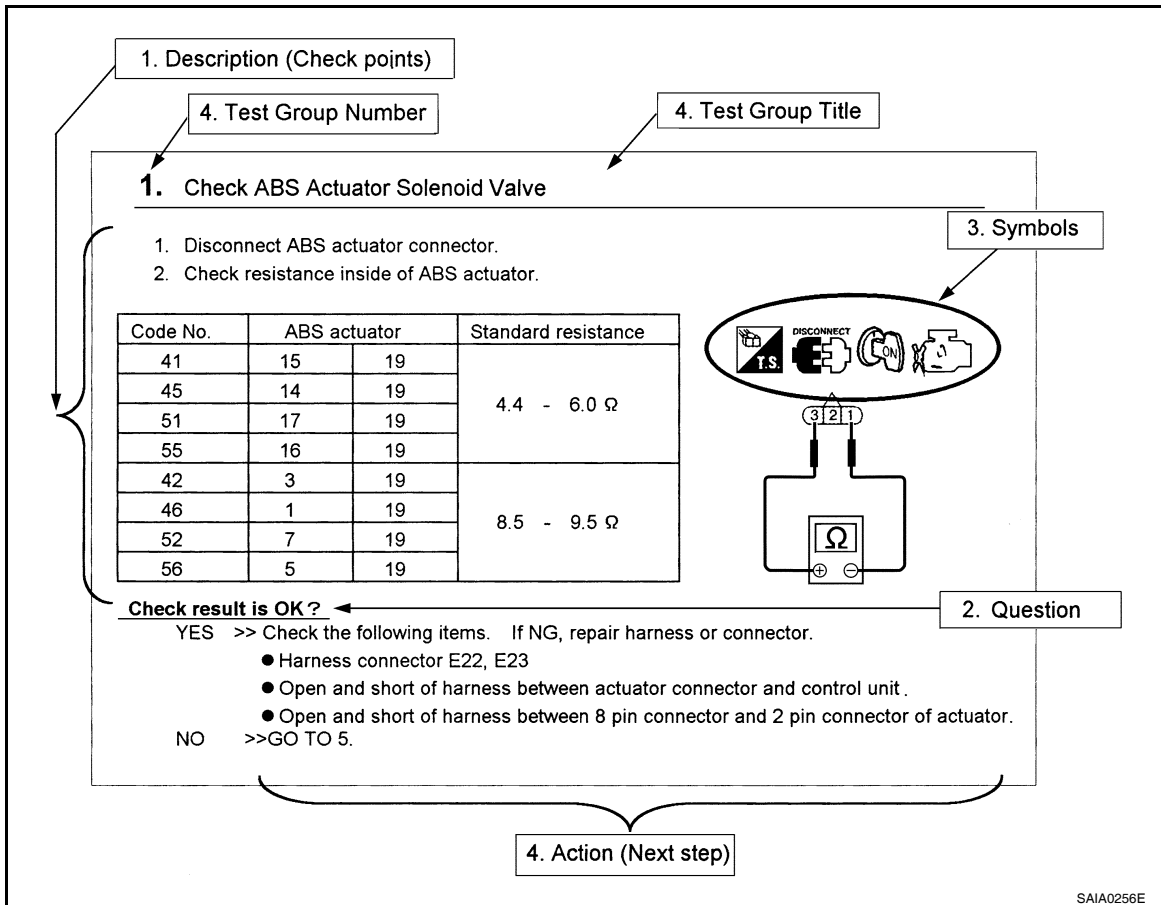 1. Description (Check points)
4. Test Group Number
4. Test Group Title
1. Check ABS Actuator Solenoid Valve
3. Symbols
1. Disconnect ABS actuator connector.
2. Check resistance inside of ABS actuator.
Code No. ABS actuator Standard resistance
41 15 19
45 14 19
4.4 - 6.0 Ω
51 17 19
55 16 19
42 3 19
46 1 19
8.5 - 9.5 Ω
52 7 19
56 5 19
T.S.
DISCONNECT
ON
3 2 1
Ω
⊕ ⊖
Check result is OK?
2. Question
YES >> Check the following items. If NG, repair harness or connector.
● Harness connector E22, E23
● Open and short of harness between actuator connector and control unit.
● Open and short of harness between 8 pin connector and 2 pin connector of actuator.
NO >>GO TO 5.
4. Action (Next step)
SAIA0256E